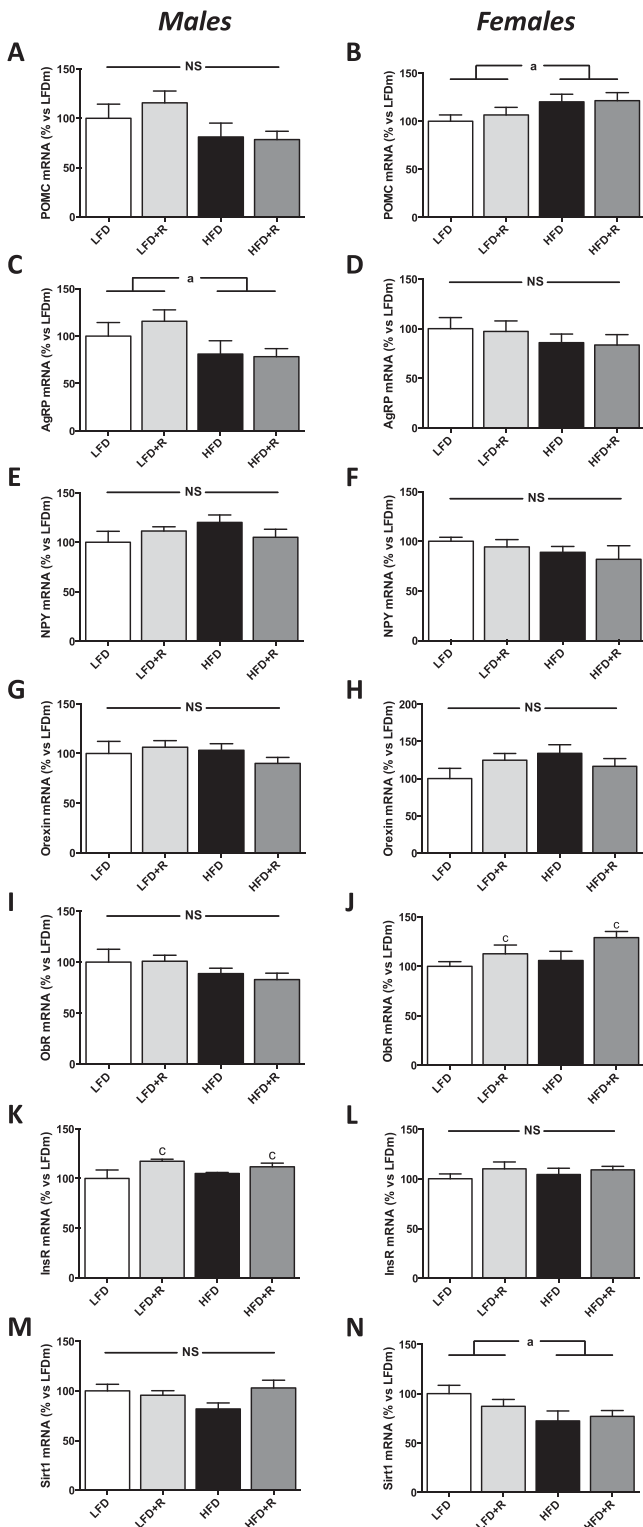 Males
Females
A
POMC mRNA (% vs LFDm)
150
100
50
0
NS
LFD
LFD+R
HFD
HFD+R
B
POMC mRNA (% vs LFDm)
150
100
50
0
a
LFD
LFD+R
HFD
HFD+R
C
AgRP mRNA (% vs LFDm)
150
100
50
0
a
LFD
LFD+R
HFD
HFD+R
D
AgRP mRNA (% vs LFDm)
150
100
50
0
NS
LFD
LFD+R
HFD
HFD+R
E
NPY mRNA (% vs LFDm)
150
100
50
0
NS
LFD
LFD+R
HFD
HFD+R
F
NPY mRNA (% vs LFDm)
150
100
50
0
NS
LFD
LFD+R
HFD
HFD+R
G
Orexin mRNA (% vs LFDm)
150
100
50
0
NS
LFD
LFD+R
HFD
HFD+R
H
Orexin mRNA (% vs LFDm)
200
150
100
50
0
NS
LFD
LFD+R
HFD
HFD+R
I
ObR mRNA (% vs LFDm)
150
100
50
0
NS
LFD
LFD+R
HFD
HFD+R
J
ObR mRNA (% vs LFDm)
150
100
50
0
c
c
LFD
LFD+R
HFD
HFD+R
K
InsR mRNA (% vs LFDm)
150
100
50
0
c
c
LFD
LFD+R
HFD
HFD+R
L
InsR mRNA (% vs LFDm)
150
100
50
0
NS
LFD
LFD+R
HFD
HFD+R
M
Sirt1 mRNA (% vs LFDm)
150
100
50
0
NS
LFD
LFD+R
HFD
HFD+R
N
Sirt1 mRNA (% vs LFDm)
150
100
50
0
a
LFD
LFD+R
HFD
HFD+R